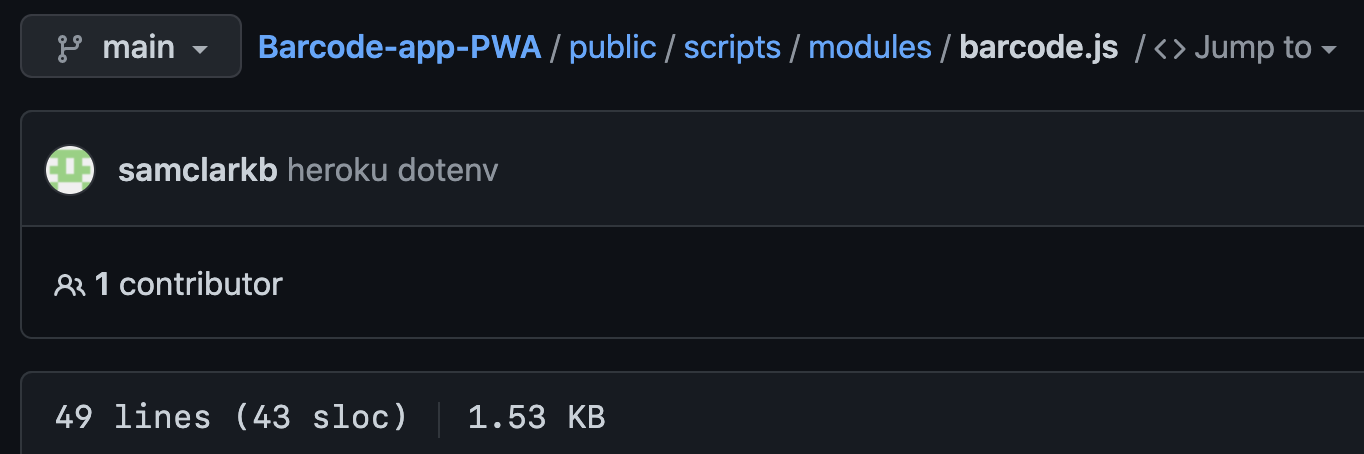 main Barcode-app-PWA / public / scripts / modules / barcode.js / <> Jump to
samclarkb heroku dotenv
1 contributor
49 lines (43 sloc) | 1.53 KB